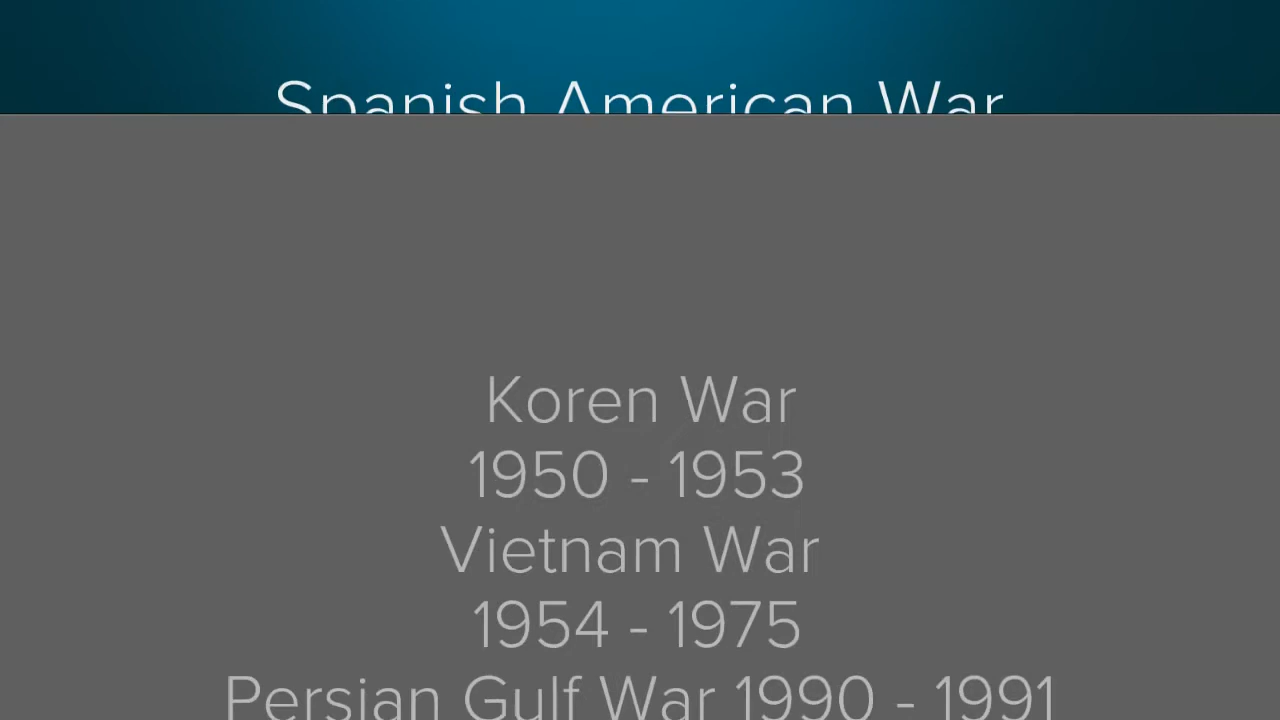 Spanish American War
Koren War
1950 - 1953
Vietnam War
1954 - 1975
Persian Gulf War 1990 - 1991